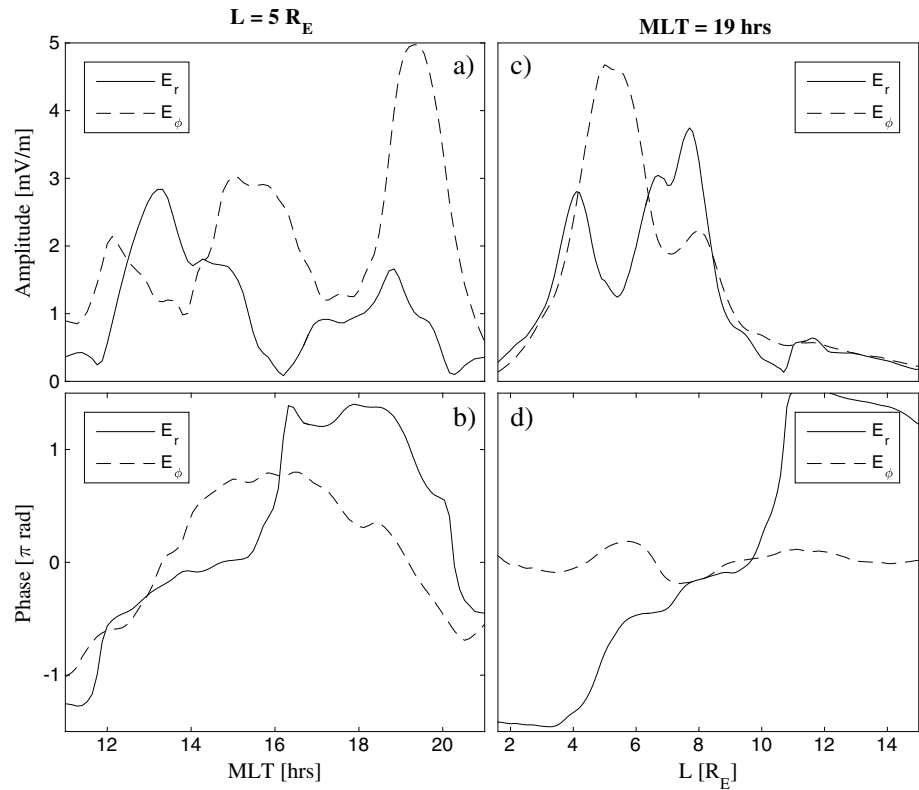 L = 5 R_E
MLT = 19 hrs
a)
E_r
E_ϕ
5
4
3
2
1
0
Amplitude [mV/m]
c)
E_r
E_ϕ
b)
E_r
E_ϕ
1
0
-1
Phase [π rad]
12 14 16 18 20
MLT [hrs]
d)
E_r
E_ϕ
2 4 6 8 10 12 14
L [R_E]